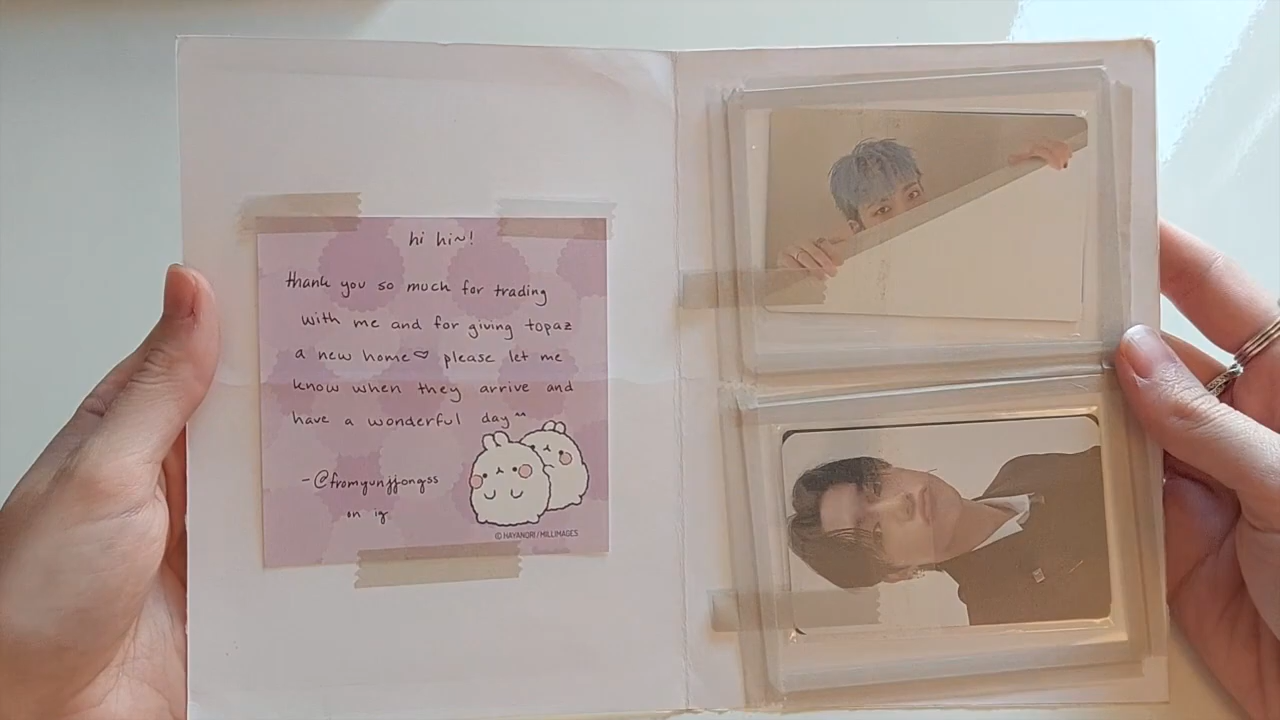 hi hi~!
thank you so much for trading
with me and for giving topaz
a new home♡ please let me
know when they arrive and
have a wonderful day^^
-@fromyunjjongss
on ig
© HAYANORI/MILLIMAGES